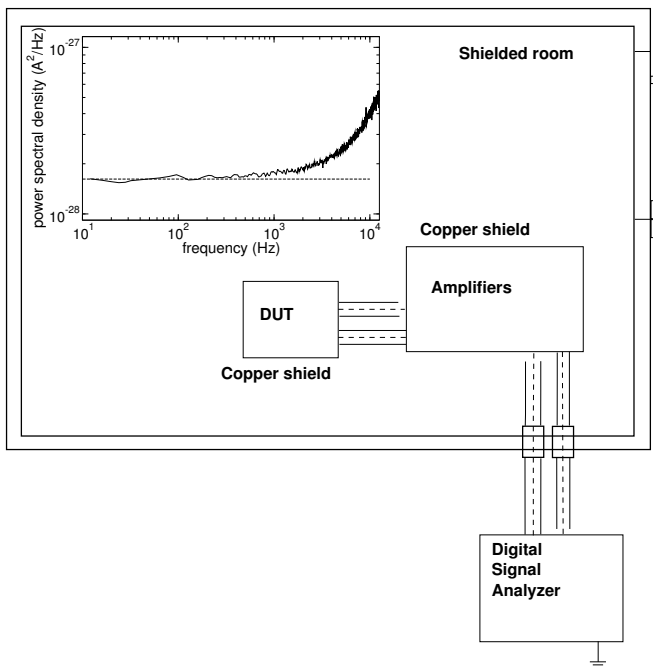 10^-27
power spectral density (A^2/Hz)
10^-28
10^1 10^2 10^3 10^4
frequency (Hz)
Shielded room
Copper shield
Amplifiers
DUT
Copper shield
Digital
Signal
Analyzer